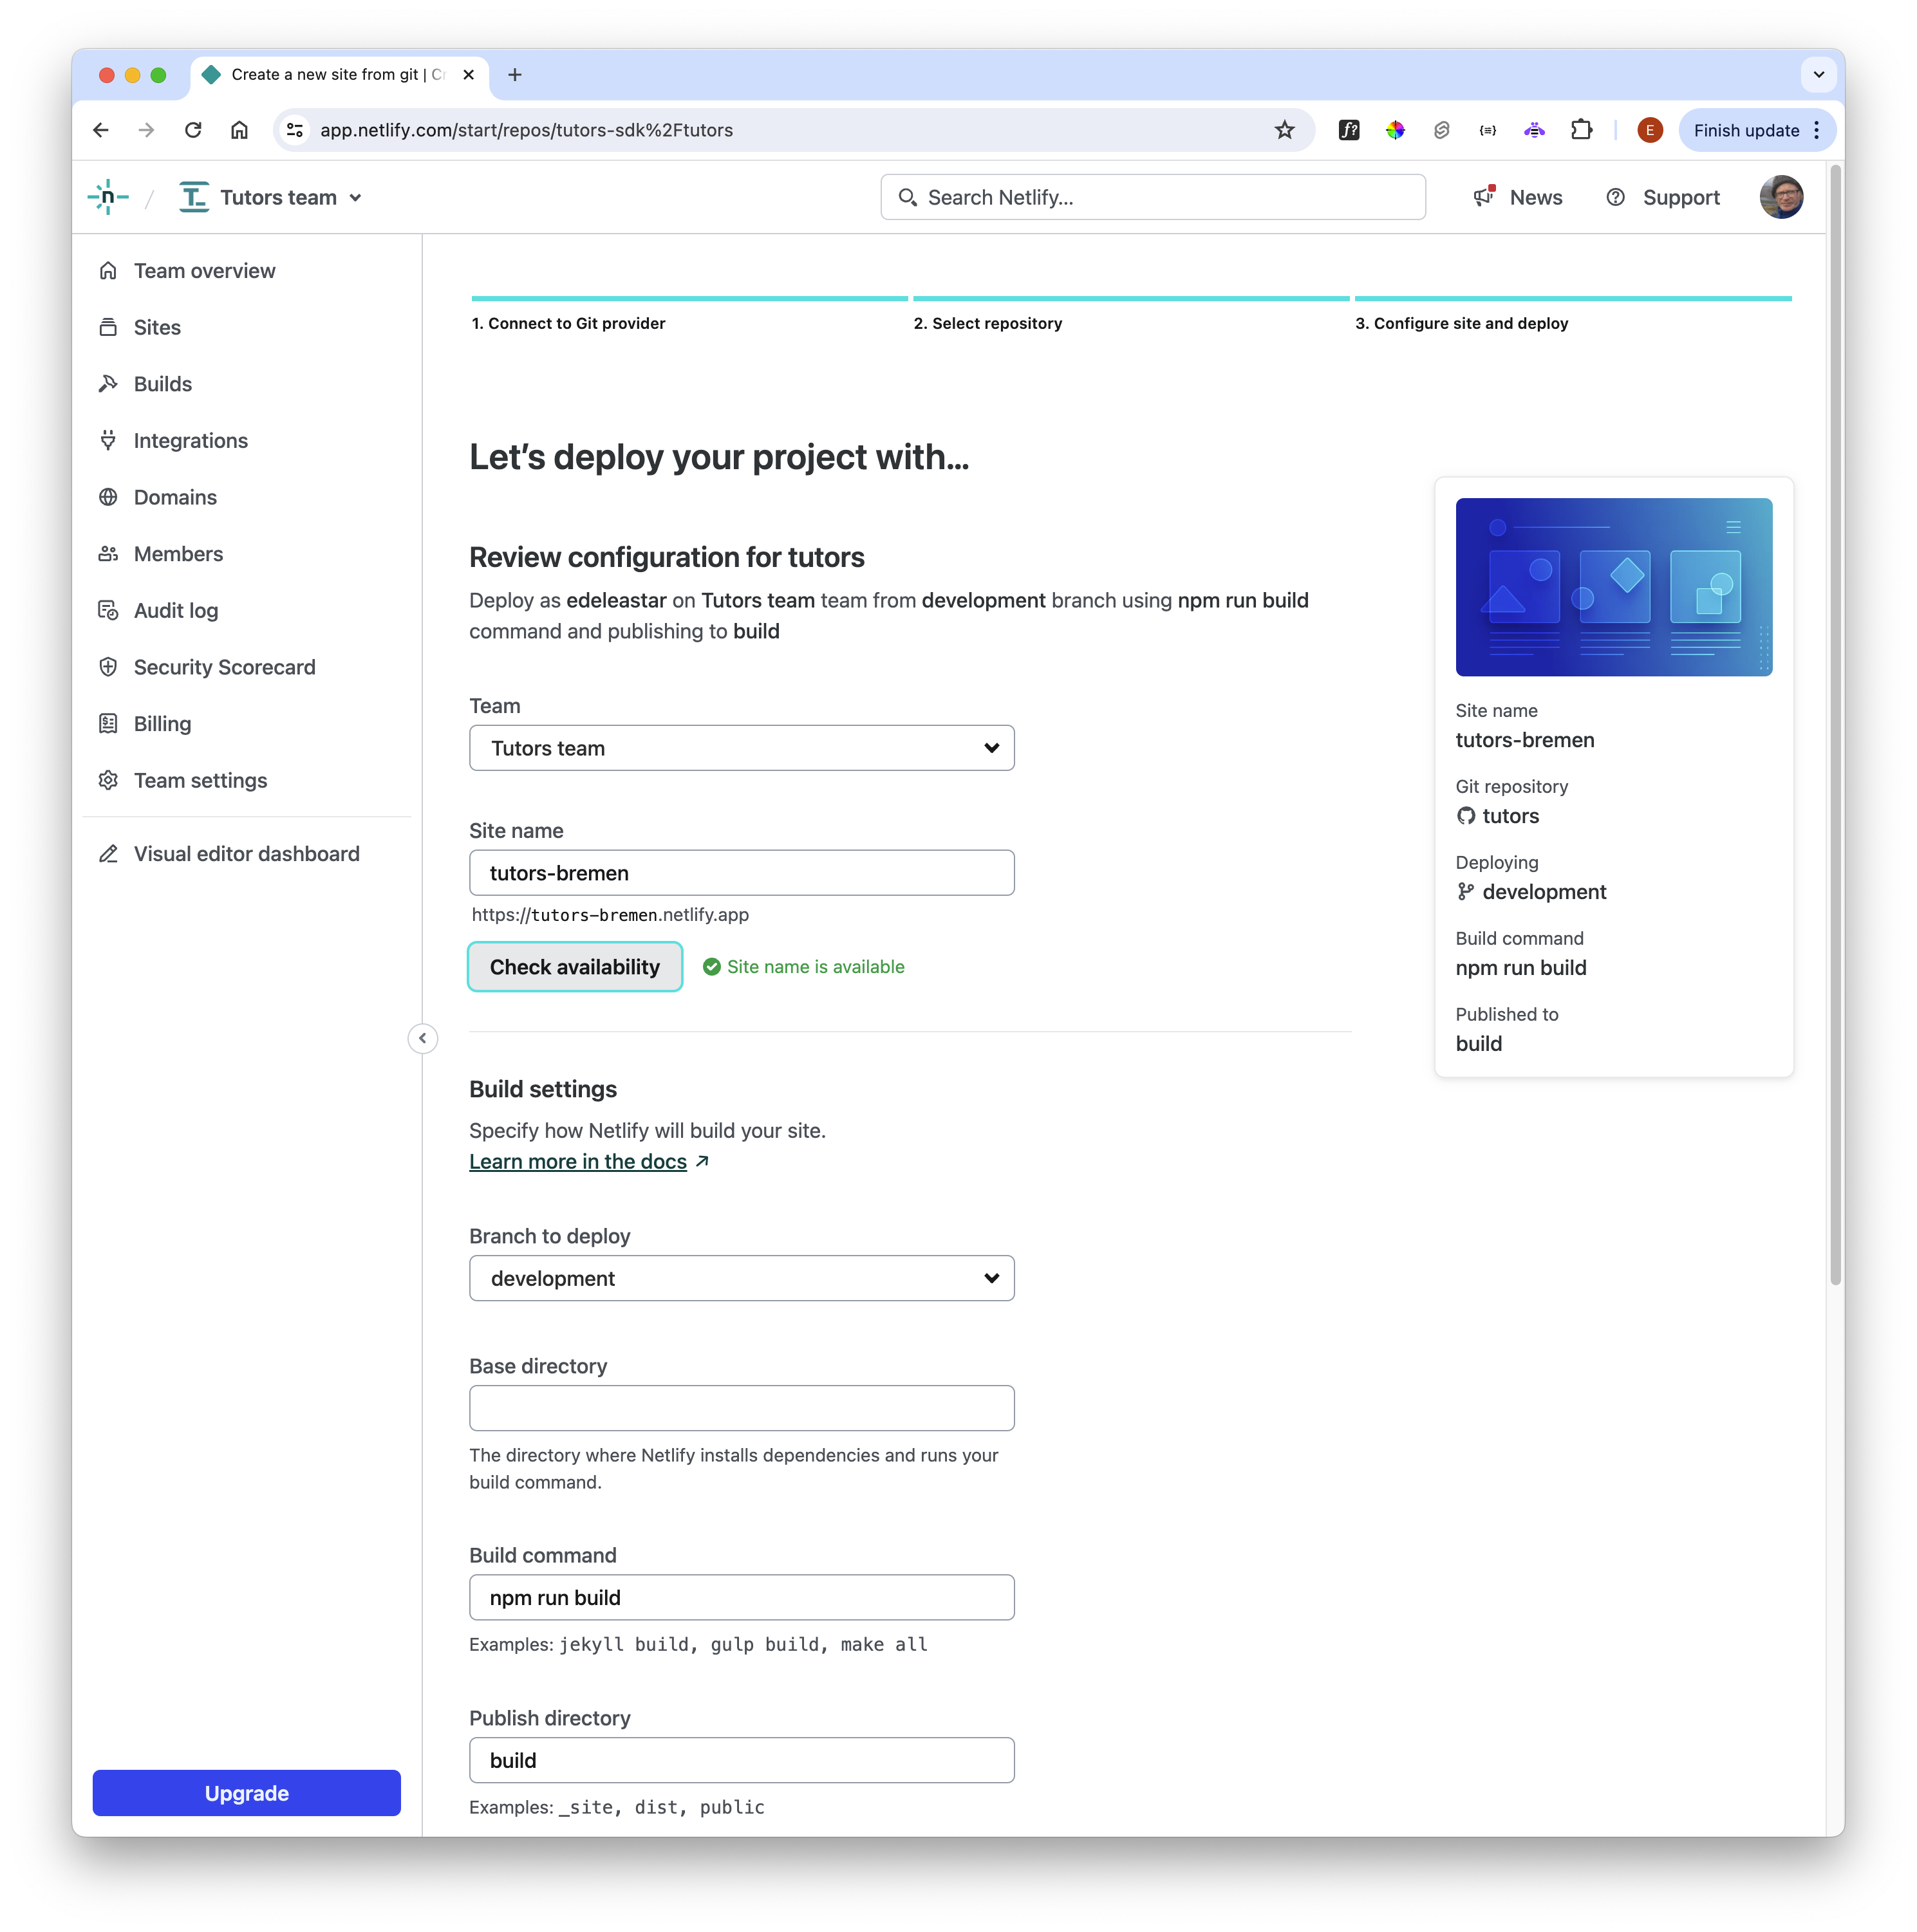 Create a new site from git | Cr
app.netlify.com/start/repos/tutors-sdk%2Ftutors
f?
{≡}
E
Finish update
n
/
Tutors team
Search Netlify...
News
Support
Team overview
Sites
Builds
Integrations
Domains
Members
Audit log
Security Scorecard
Billing
Team settings
Visual editor dashboard
Upgrade
1. Connect to Git provider
2. Select repository
3. Configure site and deploy
Let’s deploy your project with…
Review configuration for tutors
Deploy as edeleastar on Tutors team team from development branch using npm run build
command and publishing to build
Team
Tutors team
Site name
tutors-bremen
https://tutors-bremen.netlify.app
Check availability
Site name is available
Build settings
Specify how Netlify will build your site.
Learn more in the docs
Branch to deploy
development
Base directory
The directory where Netlify installs dependencies and runs your
build command.
Build command
npm run build
Examples: jekyll build, gulp build, make all
Publish directory
build
Examples: _site, dist, public
Site name
tutors-bremen
Git repository
tutors
Deploying
development
Build command
npm run build
Published to
build